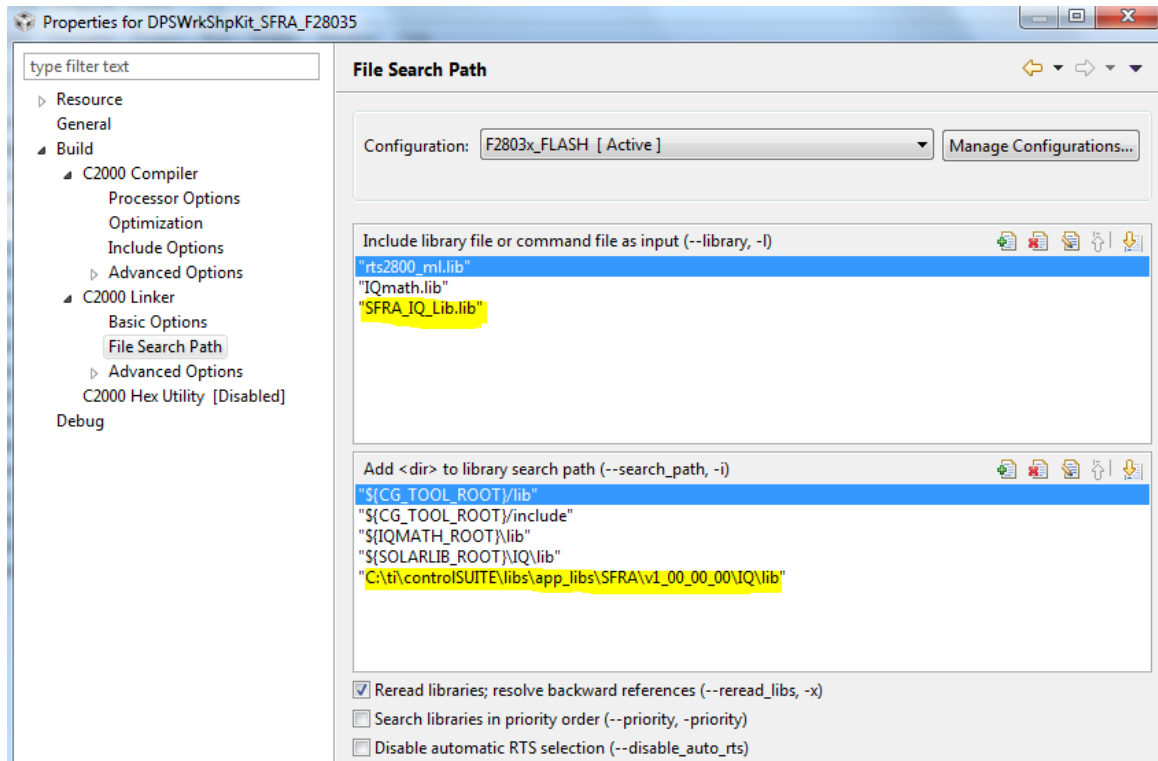 Properties for DPSWrkShpKit_SFRA_F28035
type filter text
Resource
General
Build
C2000 Compiler
Processor Options
Optimization
Include Options
Advanced Options
C2000 Linker
Basic Options
File Search Path
Advanced Options
C2000 Hex Utility [Disabled]
Debug
File Search Path
Configuration: F2803x_FLASH [ Active ] Manage Configurations...
Include library file or command file as input (--library, -l)
"rts2800_ml.lib"
"IQmath.lib"
"SFRA_IQ_Lib.lib"
Add <dir> to library search path (--search_path, -i)
"${CG_TOOL_ROOT}/lib"
"${CG_TOOL_ROOT}/include"
"${IQMATH_ROOT}\lib"
"${SOLARLIB_ROOT}\IQ\lib"
"C:\ti\controlSUITE\libs\app_libs\SFRA\v1_00_00_00\IQ\lib"
Reread libraries; resolve backward references (--reread_libs, -x)
Search libraries in priority order (--priority, -priority)
Disable automatic RTS selection (--disable_auto_rts)